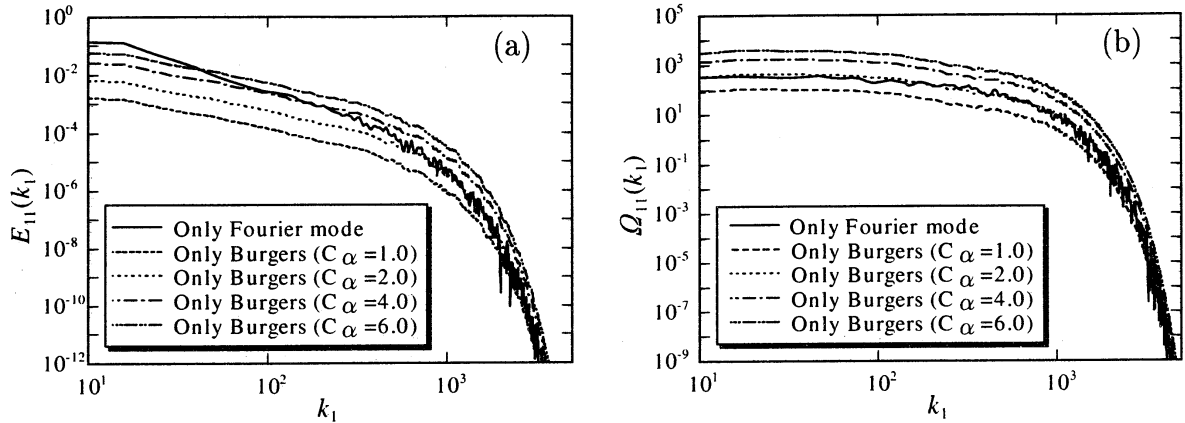 (a)
10^0
10^-2
10^-4
10^-6
10^-8
10^-10
10^-12
E_11(k_1)
Only Fourier mode
Only Burgers (C α =1.0)
Only Burgers (C α =2.0)
Only Burgers (C α =4.0)
Only Burgers (C α =6.0)
10^1
10^2
10^3
k_1
(b)
10^5
10^3
10^1
10^-1
10^-3
10^-5
10^-7
10^-9
Ω_11(k_1)
Only Fourier mode
Only Burgers (C α =1.0)
Only Burgers (C α =2.0)
Only Burgers (C α =4.0)
Only Burgers (C α =6.0)
10^1
10^2
10^3
k_1